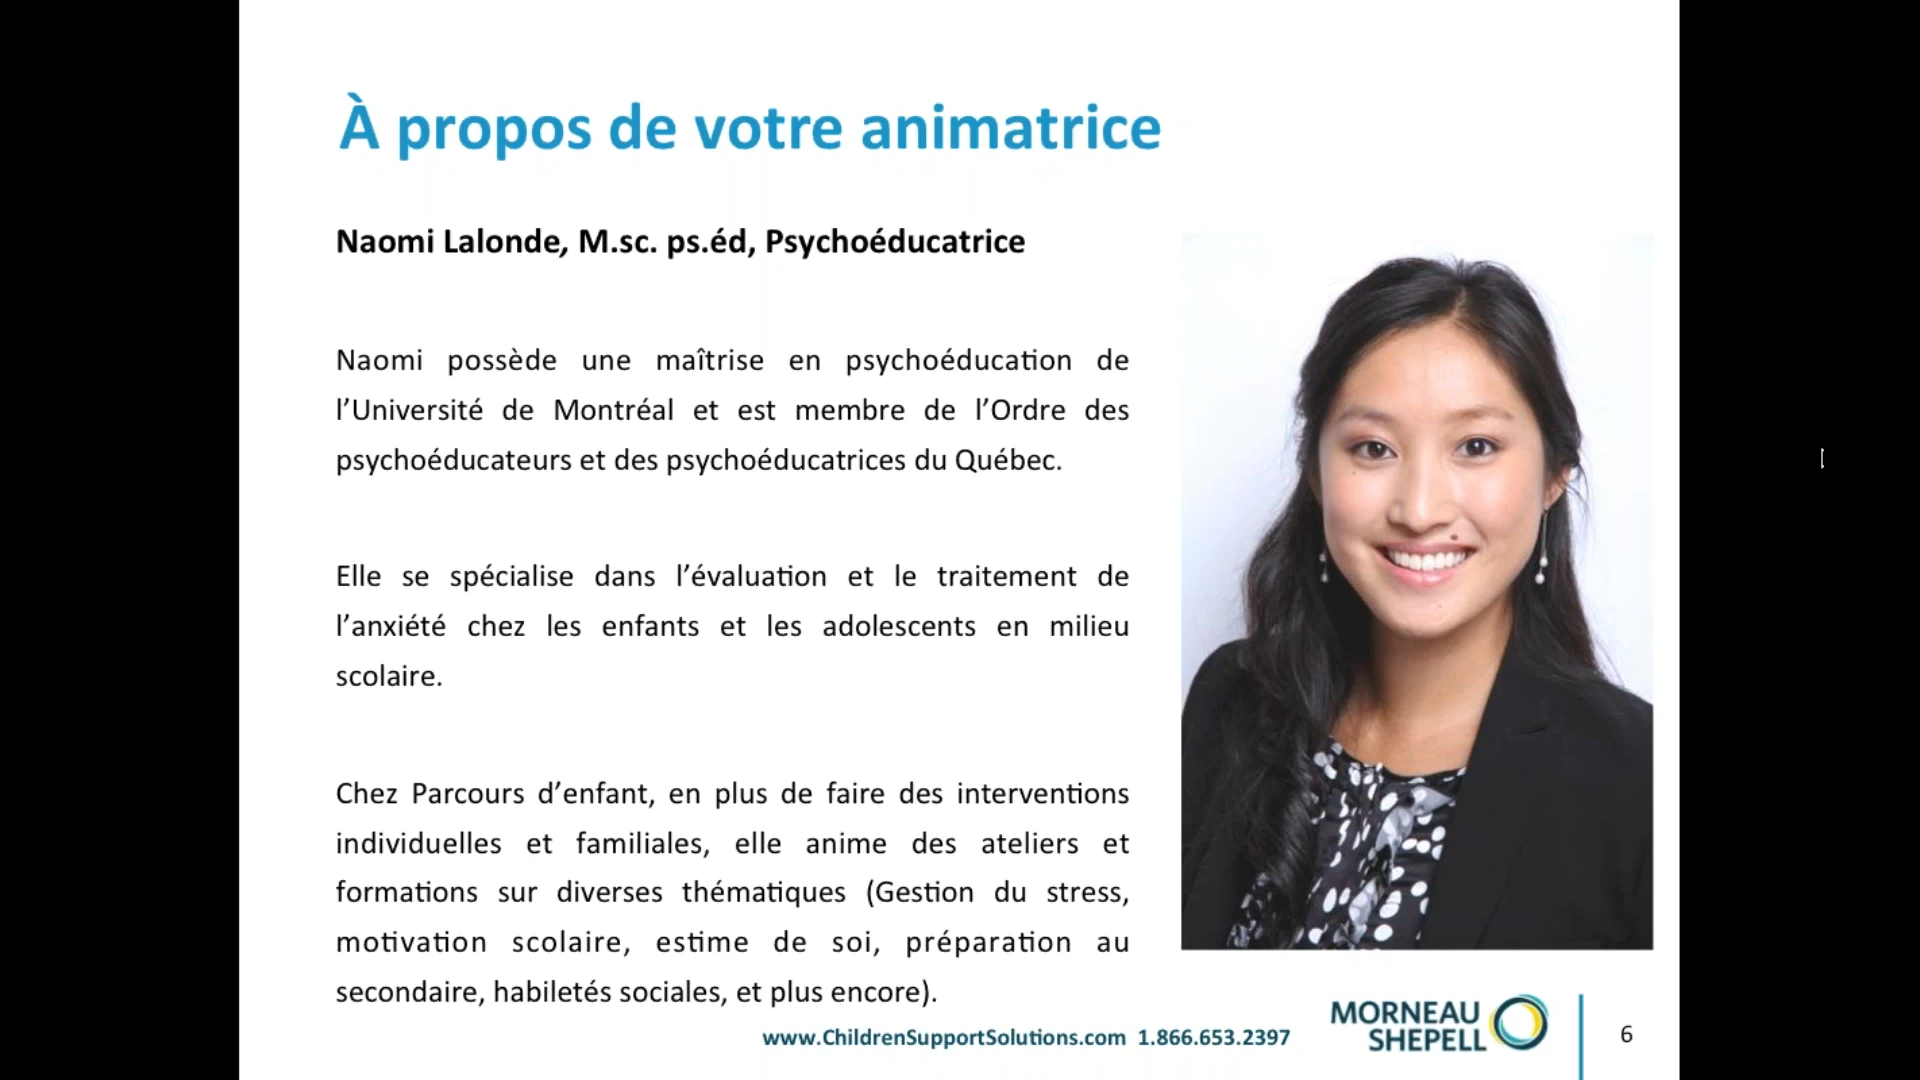 À propos de votre animatrice
Naomi Lalonde, M.sc. ps.éd, Psychoéducatrice
Naomi possède une maîtrise en psychoéducation de
l’Université de Montréal et est membre de l’Ordre des
psychoéducateurs et des psychoéducatrices du Québec.
Elle se spécialise dans l’évaluation et le traitement de
l’anxiété chez les enfants et les adolescents en milieu
scolaire.
Chez Parcours d’enfant, en plus de faire des interventions
individuelles et familiales, elle anime des ateliers et
formations sur diverses thématiques (Gestion du stress,
motivation scolaire, estime de soi, préparation au
secondaire, habiletés sociales, et plus encore).
www.ChildrenSupportSolutions.com 1.866.653.2397
MORNEAU
SHEPELL
6